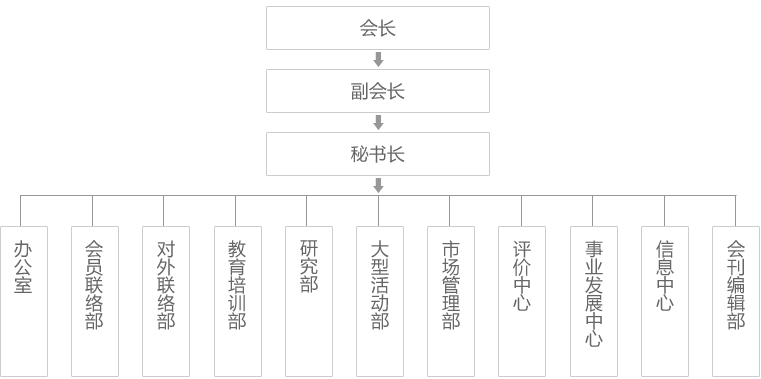 会长
副会长
秘书长
办公室
会员联络部
对外联络部
教育培训部
研究部
大型活动部
市场管理部
评价中心
事业发展中心
信息中心
会刊编辑部